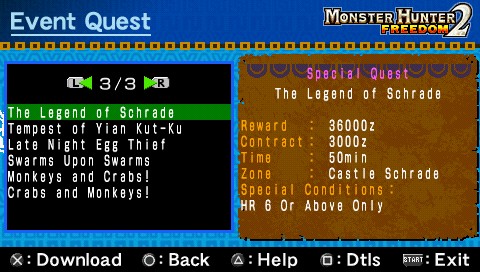 Event Quest
MONSTER HUNTER
FREEDOM 2
L 3/3 R
The Legend of Schrade
Tempest of Yian Kut-Ku
Late Night Egg Thief
Swarms Upon Swarms
Monkeys and Crabs!
Crabs and Monkeys!
Special Quest
The Legend of Schrade
Reward : 36000z
Contract : 3000z
Time : 50min
Zone : Castle Schrade
Special Conditions :
HR 6 Or Above Only
:Download :Back :Help :Dtls START:Exit